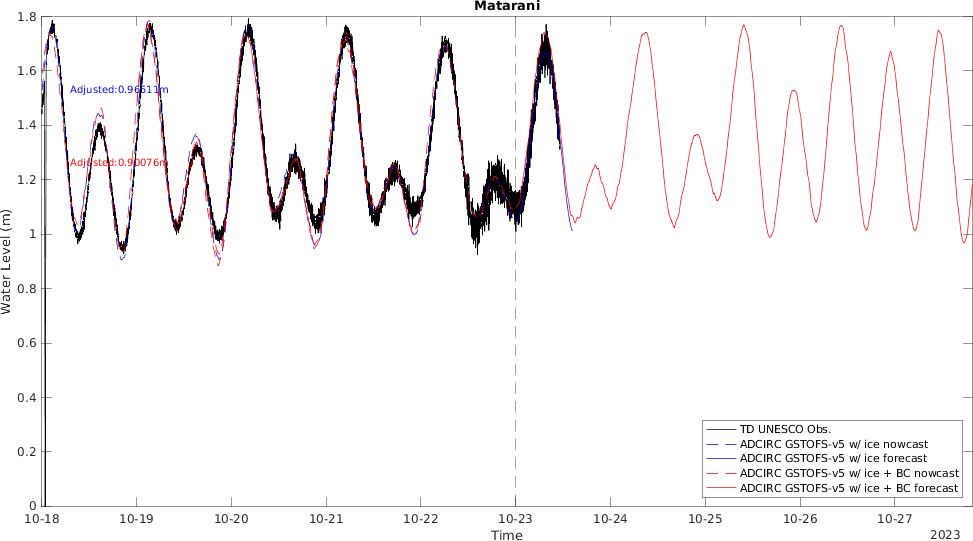 Matarani
1.8
1.6
1.4
1.2
1
0.8
0.6
0.4
0.2
0
Water Level (m)
Adjusted:0.96611m
Adjusted:0.90076m
TD UNESCO Obs.
ADCIRC GSTOFS-v5 w/ ice nowcast
ADCIRC GSTOFS-v5 w/ ice forecast
ADCIRC GSTOFS-v5 w/ ice + BC nowcast
ADCIRC GSTOFS-v5 w/ ice + BC forecast
10-18 10-19 10-20 10-21 10-22 10-23 10-24 10-25 10-26 10-27
Time
2023